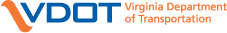 VDOT
Virginia Department
of Transportation